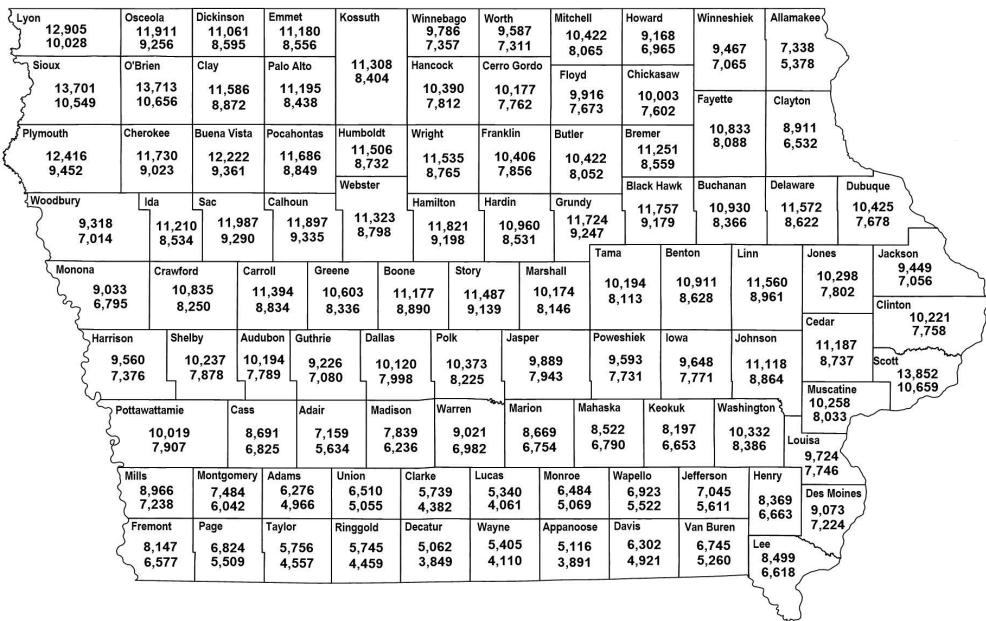 Lyon
12,905
10,028
Osceola
11,911
9,256
Dickinson
11,061
8,595
Emmet
11,180
8,556
Kossuth
11,308
8,404
Winnebago
9,786
7,357
Worth
9,587
7,311
Mitchell
10,422
8,065
Howard
9,168
6,965
Winneshiek
9,467
7,065
Allamakee
7,338
5,378
Sioux
13,701
10,549
O'Brien
13,713
10,656
Clay
11,586
8,872
Palo Alto
11,195
8,438
Hancock
10,390
7,812
Cerro Gordo
10,177
7,762
Floyd
9,916
7,673
Chickasaw
10,003
7,602
Fayette
10,833
8,088
Clayton
8,911
6,532
Plymouth
12,416
9,452
Cherokee
11,730
9,023
Buena Vista
12,222
9,361
Pocahontas
11,686
8,849
Humboldt
11,506
8,732
Wright
11,535
8,765
Franklin
10,406
7,856
Butler
10,422
8,052
Bremer
11,251
8,559
Woodbury
9,318
7,014
Ida
11,210
8,534
Sac
11,987
9,290
Calhoun
11,897
9,335
Webster
11,323
8,798
Hamilton
11,821
9,198
Hardin
10,960
8,531
Grundy
11,724
9,247
Black Hawk
11,757
9,179
Buchanan
10,930
8,366
Delaware
11,572
8,622
Dubuque
10,425
7,678
Monona
9,033
6,795
Crawford
10,835
8,250
Carroll
11,394
8,834
Greene
10,603
8,336
Boone
11,177
8,890
Story
11,487
9,139
Marshall
10,174
8,146
Tama
10,194
8,113
Benton
10,911
8,628
Linn
11,560
8,961
Jones
10,298
7,802
Jackson
9,449
7,056
Clinton
10,221
7,758
Cedar
11,187
8,737
Harrison
9,560
7,376
Shelby
10,237
7,878
Audubon
10,194
7,789
Guthrie
9,226
7,080
Dallas
10,120
7,998
Polk
10,373
8,225
Jasper
9,889
7,943
Poweshiek
9,593
7,731
Iowa
9,648
7,771
Johnson
11,118
8,864
Scott
13,852
10,659
Muscatine
10,258
8,033
Pottawattamie
10,019
7,907
Cass
8,691
6,825
Adair
7,159
5,634
Madison
7,839
6,236
Warren
9,021
6,982
Marion
8,669
6,754
Mahaska
8,522
6,790
Keokuk
8,197
6,653
Washington
10,332
8,386
Louisa
9,724
7,746
Mills
8,966
7,238
Montgomery
7,484
6,042
Adams
6,276
4,966
Union
6,510
5,055
Clarke
5,739
4,382
Lucas
5,340
4,061
Monroe
6,484
5,069
Wapello
6,923
5,522
Jefferson
7,045
5,611
Henry
8,369
6,663
Des Moines
9,073
7,224
Fremont
8,147
6,577
Page
6,824
5,509
Taylor
5,756
4,557
Ringgold
5,745
4,459
Decatur
5,062
3,849
Wayne
5,405
4,110
Appanoose
5,116
3,891
Davis
6,302
4,921
Van Buren
6,745
5,260
Lee
8,499
6,618